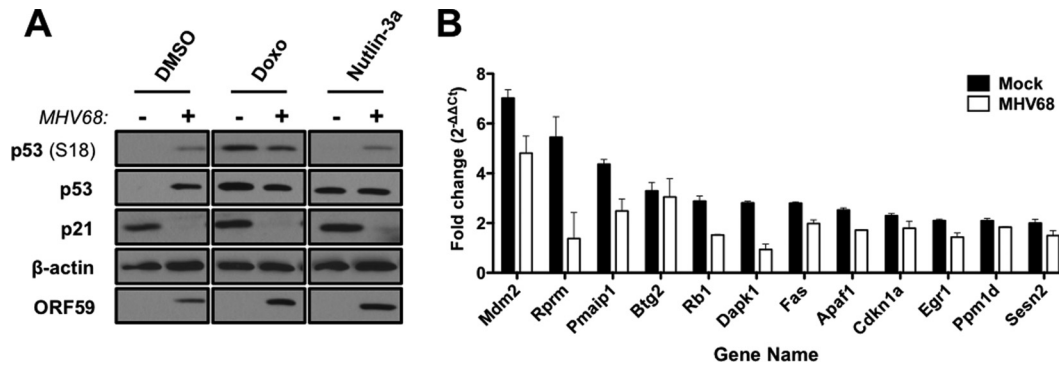 A
DMSO
Doxo
Nutlin-3a
MHV68: - + - + - +
p53 (S18)
p53
p21
β-actin
ORF59
B
8
6
4
2
0
Fold change (2^-ΔΔCt)
Mock
MHV68
Mdm2
Rprm
Pmaip1
Btg2
Rb1
Dapk1
Fas
Apaf1
Cdkn1a
Egr1
Ppm1d
Sesn2
Gene Name